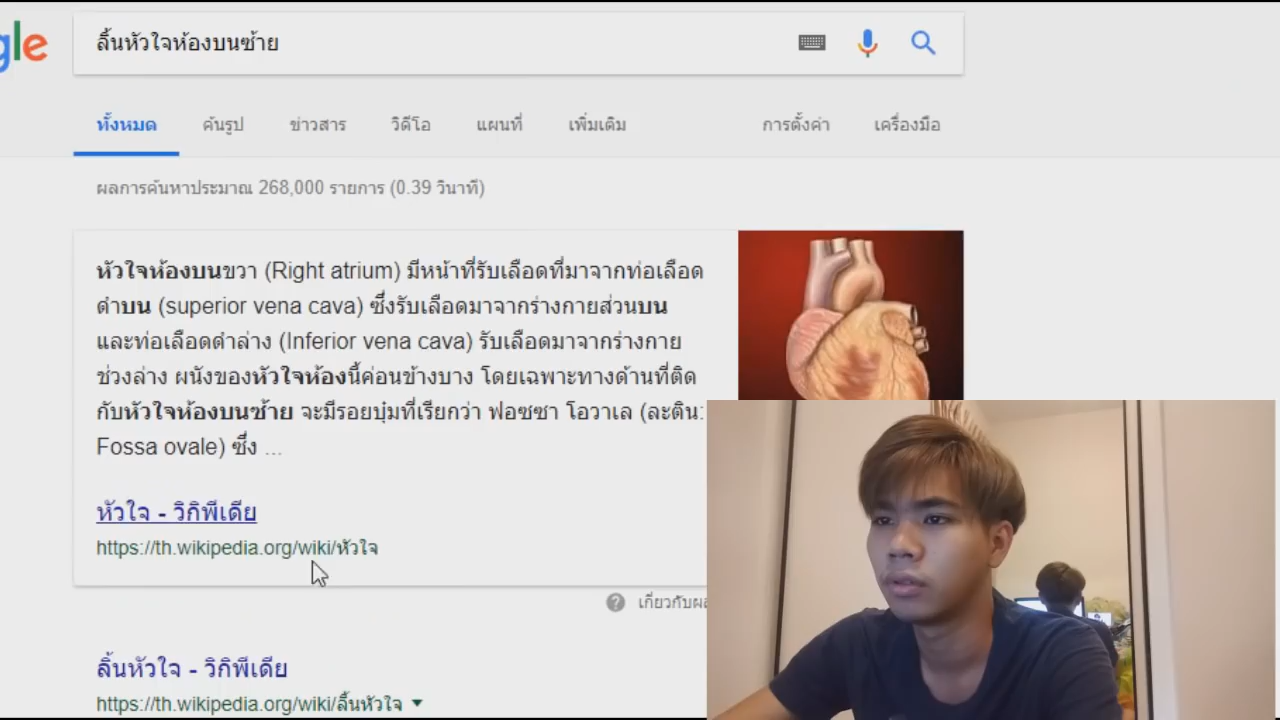 gle
ลิ้นหัวใจห้องบนซ้าย
ทั้งหมด ค้นรูป ข่าวสาร วิดีโอ แผนที่ เพิ่มเติม การตั้งค่า เครื่องมือ
ผลการค้นหาประมาณ 268,000 รายการ (0.39 วินาที)
หัวใจห้องบนขวา (Right atrium) มีหน้าที่รับเลือดที่มาจากท่อเลือด
ดำบน (superior vena cava) ซึ่งรับเลือดมาจากร่างกายส่วนบน
และท่อเลือดดำล่าง (Inferior vena cava) รับเลือดมาจากร่างกาย
ช่วงล่าง ผนังของหัวใจห้องนี้ค่อนข้างบาง โดยเฉพาะทางด้านที่ติด
กับหัวใจห้องบนซ้าย จะมีรอยบุ๋มที่เรียกว่า ฟอซซา โอวาเล (ละติน:
Fossa ovale) ซึ่ง ...
หัวใจ - วิกิพีเดีย
https://th.wikipedia.org/wiki/หัวใจ
เกี่ยวกับผล
ลิ้นหัวใจ - วิกิพีเดีย
https://th.wikipedia.org/wiki/ลิ้นหัวใจ